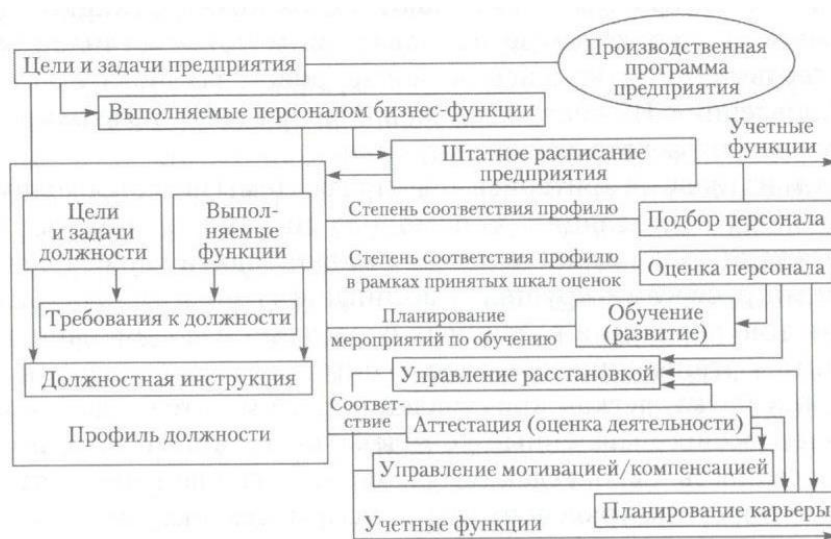 Цели и задачи предприятия
Производственная
программа
предприятия
Выполняемые персоналом бизнес-функции
Учетные
функции
Штатное расписание
предприятия
Цели
и задачи
должности
Выпол-
няемые
функции
Степень соответствия профилю
Подбор персонала
Степень соответствия профилю
в рамках принятых шкал оценок
Оценка персонала
Требования к должности
Планирование
мероприятий по обучению
Обучение
(развитие)
Должностная инструкция
Управление расстановкой
Соответ-
ствие
Аттестация (оценка деятельности)
Профиль должности
Управление мотивацией/компенсацией
Планирование карьеры
Учетные функции